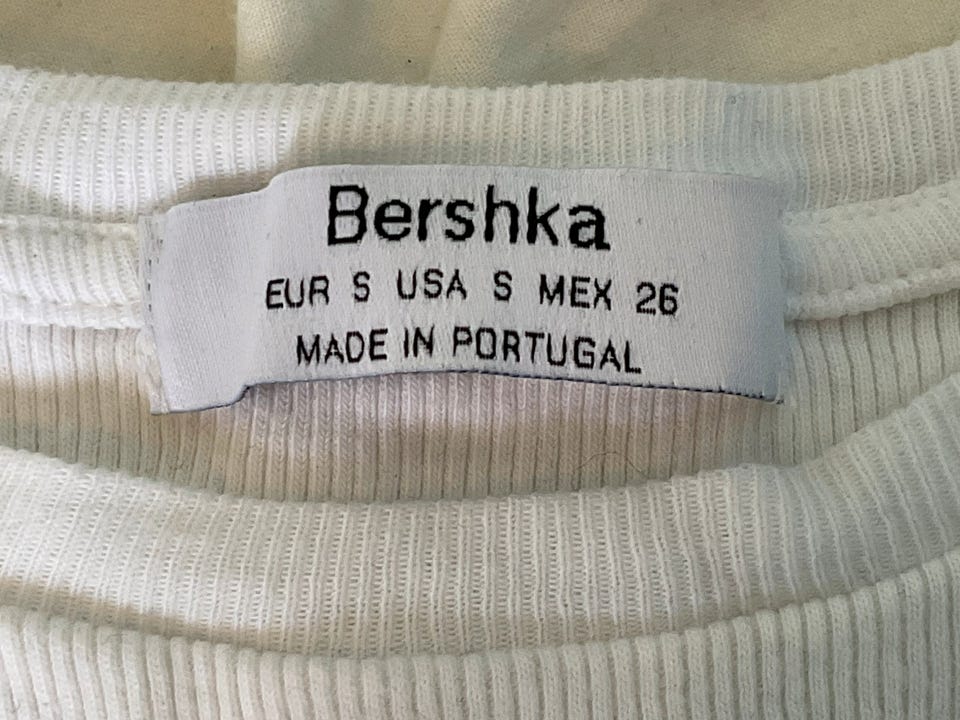 Bershka
EUR S USA S MEX 26
MADE IN PORTUGAL